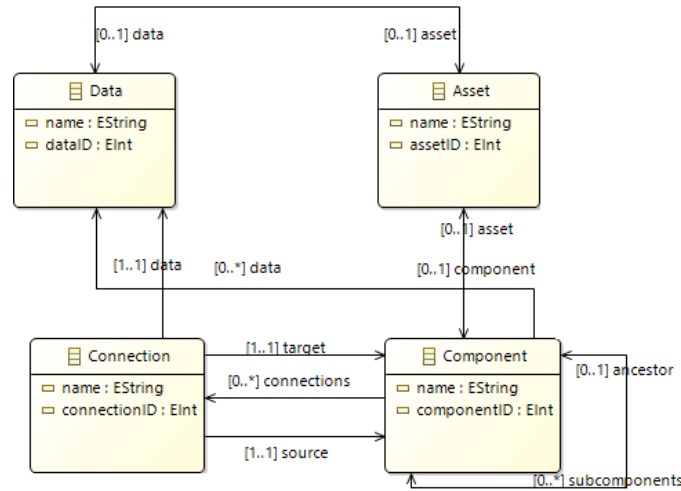 [0..1] data
[0..1] asset
Data
name : EString
dataID : EInt
Asset
name : EString
assetID : EInt
[0..1] asset
[1..1] data
[0..*] data
[0..1] component
Connection
name : EString
connectionID : EInt
[1..1] target
[0..*] connections
[1..1] source
Component
name : EString
componentID : EInt
[0..1] ancestor
[0..*] subcomponents